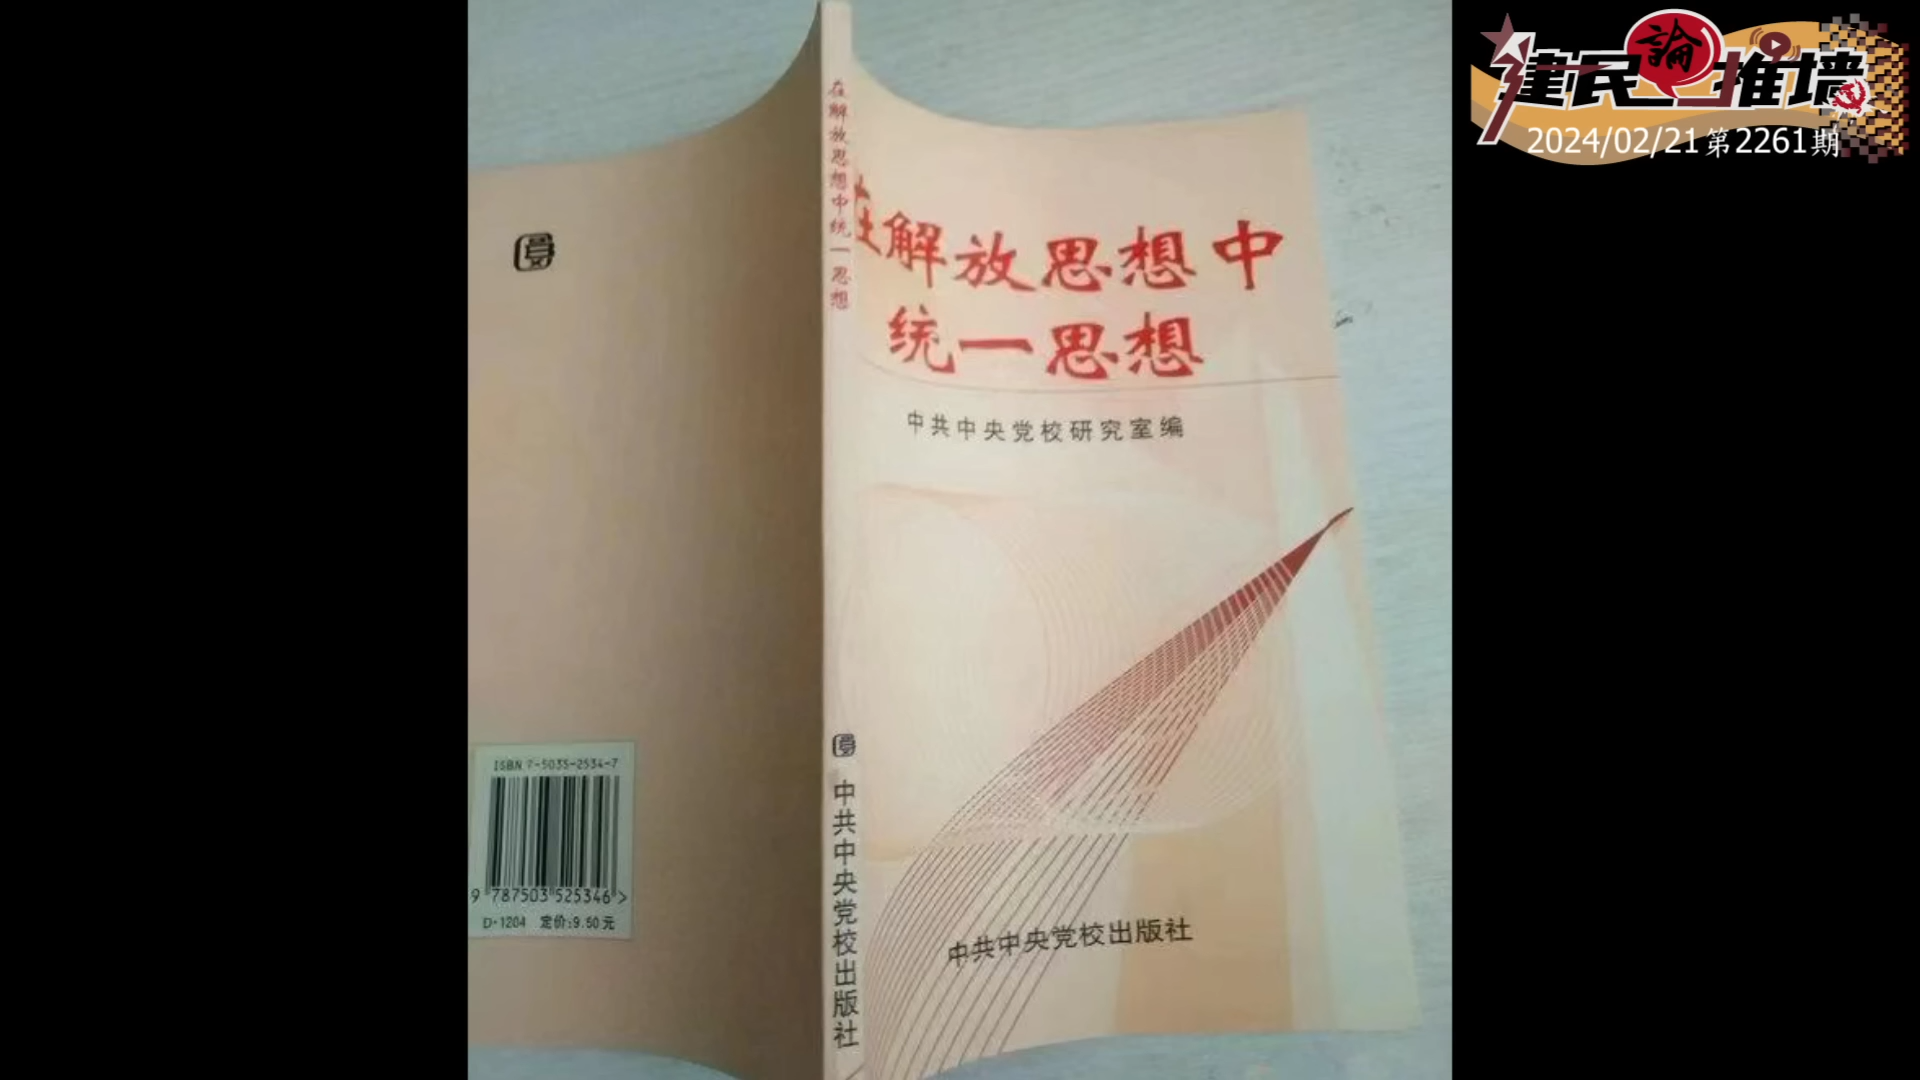 建民論推墙
2024/02/21第2261期
在解放思想中统一思想
中共中央党校出版社
在解放思想中
统一思想
中共中央党校研究室编
中共中央党校出版社
ISBN 7-5035-2534-7
9 787503 525346 >
D·1204 定价:9.50元